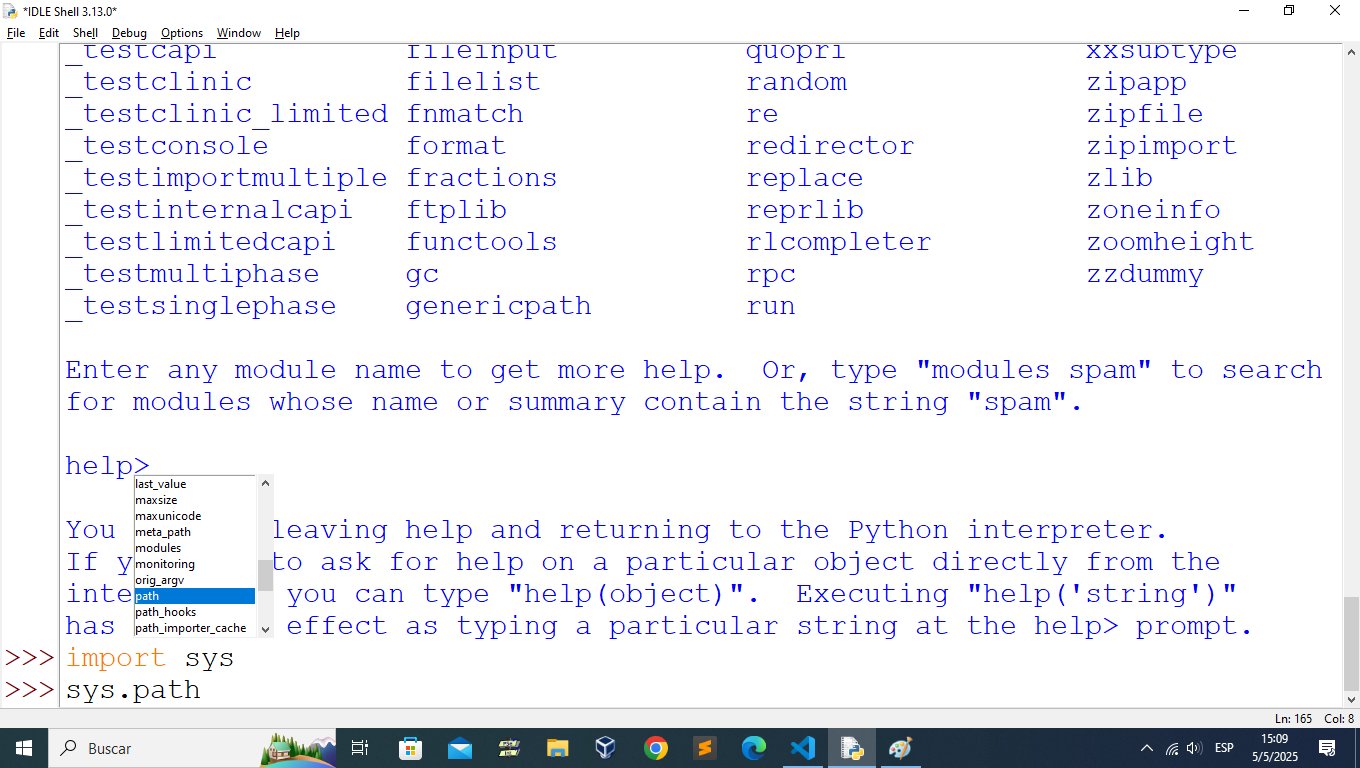 *IDLE Shell 3.13.0*
File Edit Shell Debug Options Window Help
_testcapi fileinput quopri xxsubtype
_testclinic filelist random zipapp
_testclinic_limited fnmatch re zipfile
_testconsole format redirector zipimport
_testimportmultiple fractions replace zlib
_testinternalcapi ftplib reprlib zoneinfo
_testlimitedcapi functools rlcompleter zoomheight
_testmultiphase gc rpc zzdummy
_testsinglephase genericpath run
Enter any module name to get more help.  Or, type "modules spam" to search
for modules whose name or summary contain the string "spam".
help>
last_value
maxsize
maxunicode
meta_path
modules
monitoring
orig_argv
path
path_hooks
path_importer_cache
You leaving help and returning to the Python interpreter.
If y to ask for help on a particular object directly from the
inte you can type "help(object)".  Executing "help('string')"
has effect as typing a particular string at the help> prompt.
>>> import sys
>>> sys.path
Ln: 165 Col: 8
Buscar
ESP
15:09
5/5/2025